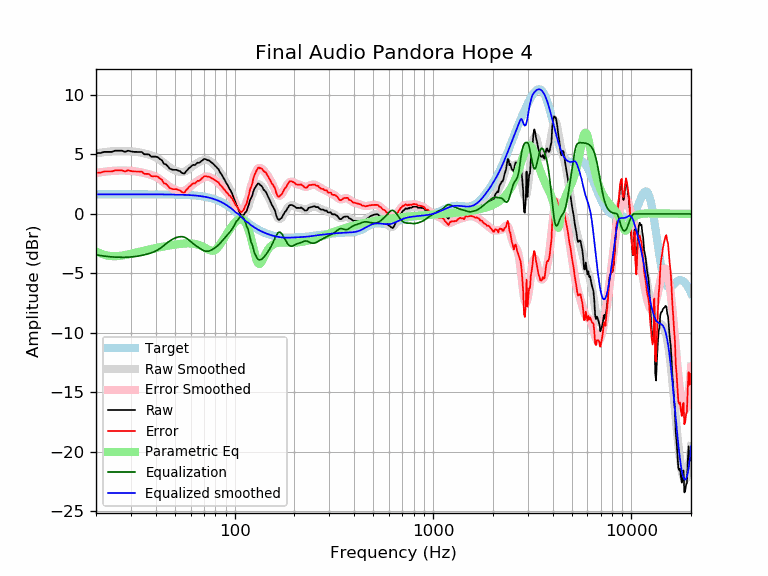 Final Audio Pandora Hope 4
Amplitude (dBr)
10
5
0
−5
−10
−15
−20
−25
Target
Raw Smoothed
Error Smoothed
Raw
Error
Parametric Eq
Equalization
Equalized smoothed
100
1000
10000
Frequency (Hz)